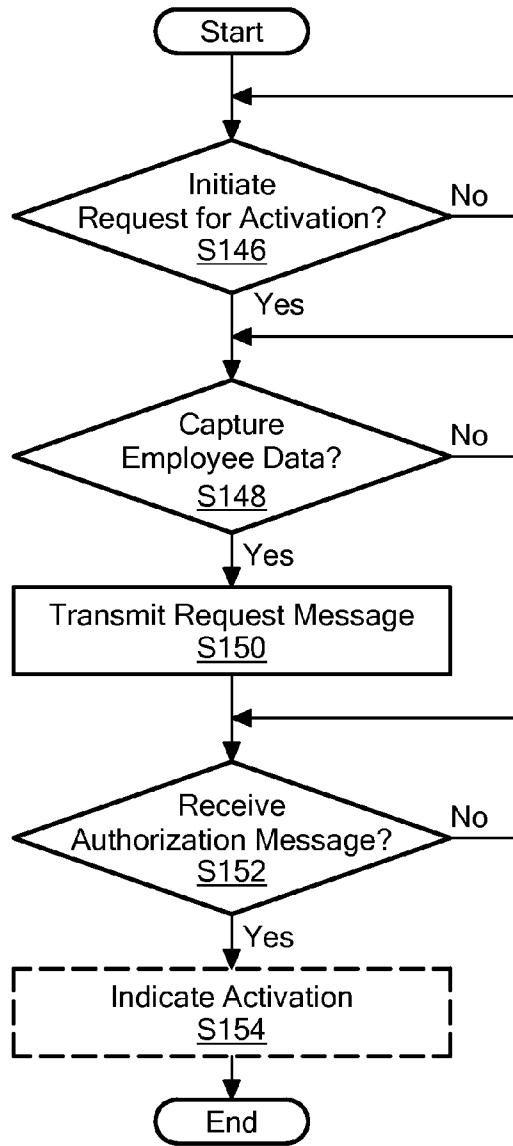 Start
Initiate
Request for Activation?
S146
No
Yes
Capture
Employee Data?
S148
No
Yes
Transmit Request Message
S150
Receive
Authorization Message?
S152
No
Yes
Indicate Activation
S154
End